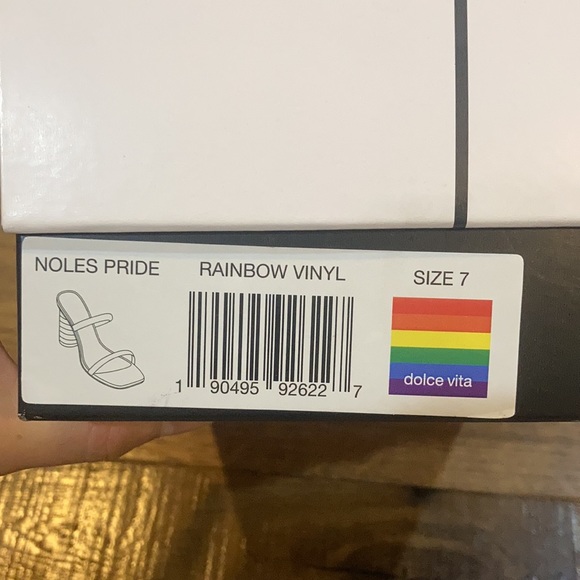 NOLES PRIDE RAINBOW VINYL SIZE 7
dolce vita
1 90495 92622 7